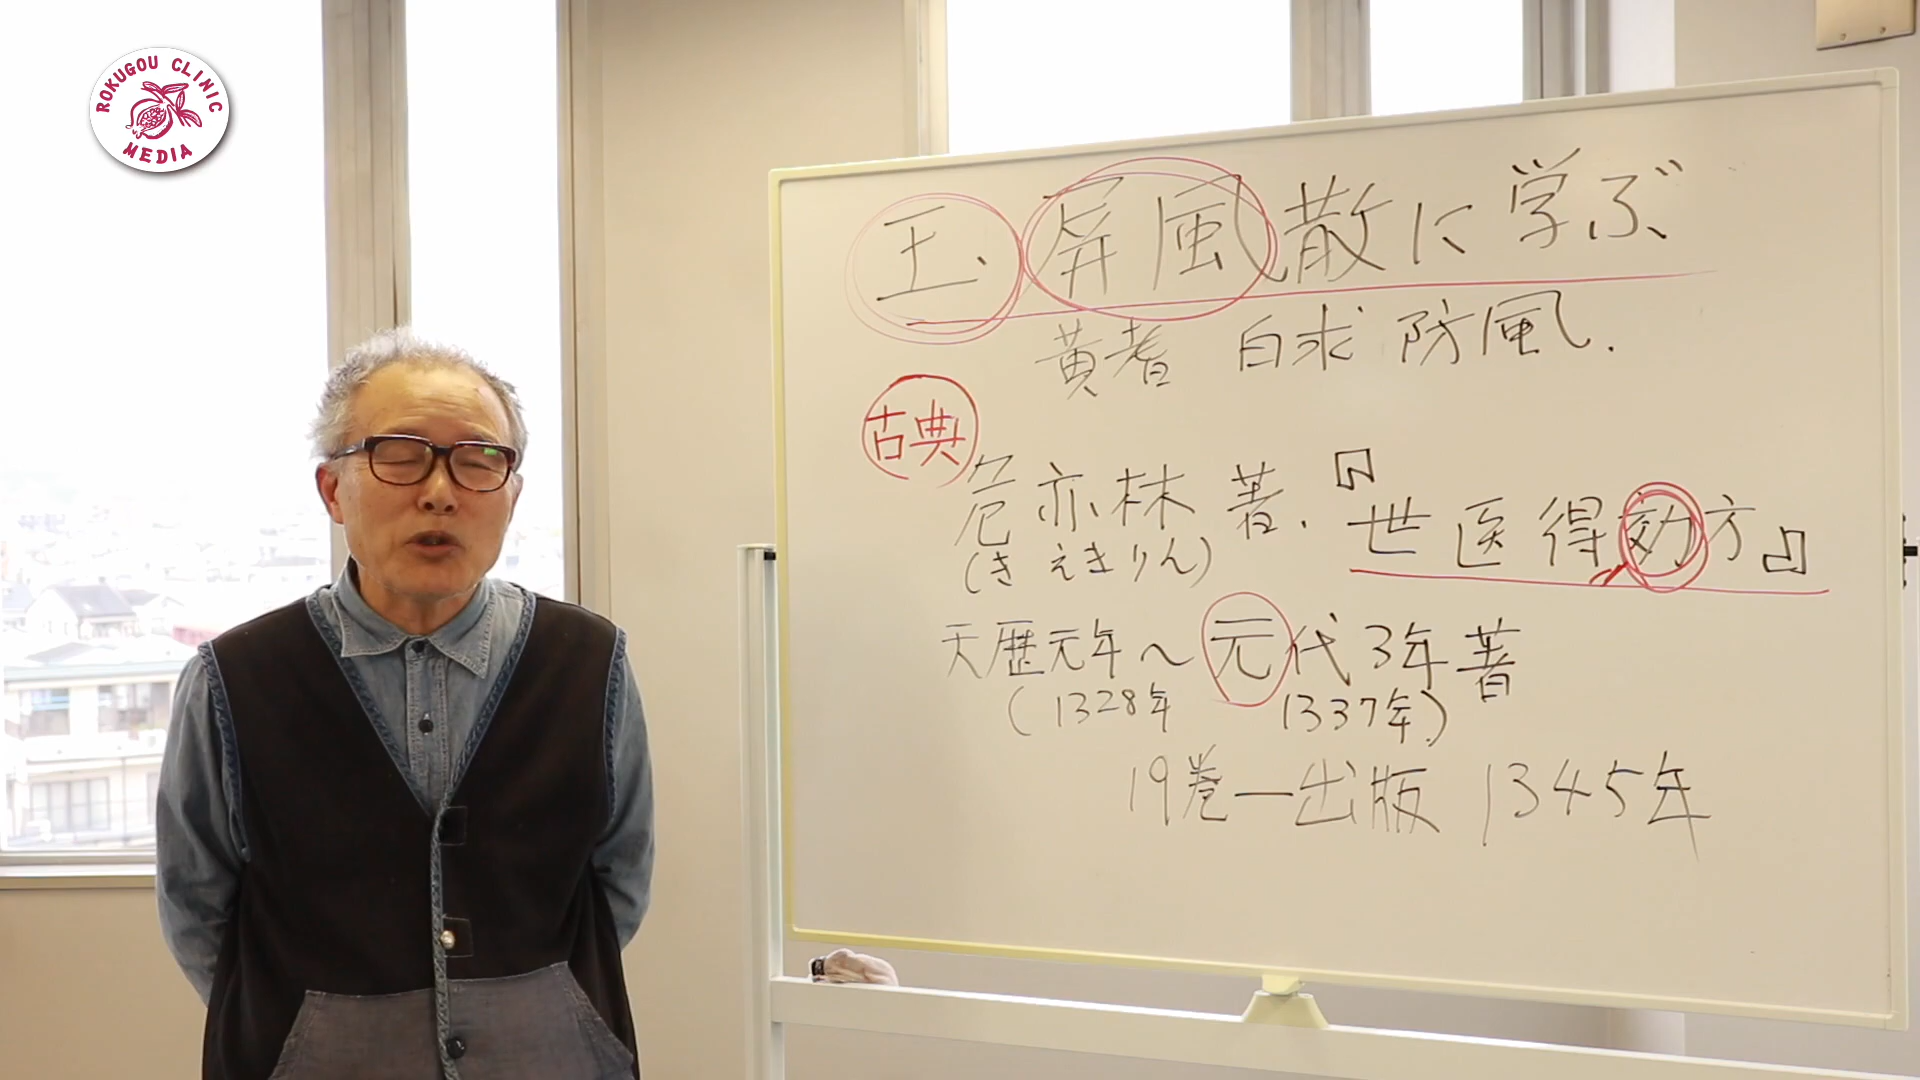 ROKUGOU CLINIC
MEDIA
玉屏風散に学ぶ
黄耆 白朮 防風.
古典
危亦林 著.『世医得効方』
(き えきりん)
天歴元年〜元代3年著
(1328年 1337年)
19巻―出版 1345年